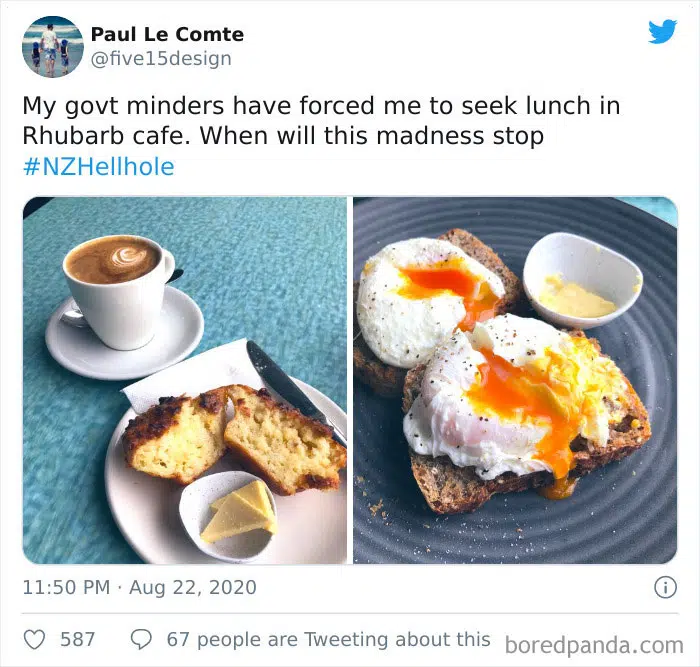 Paul Le Comte
@five15design
My govt minders have forced me to seek lunch in
Rhubarb cafe. When will this madness stop
#NZHellhole
11:50 PM · Aug 22, 2020
587
67 people are Tweeting about this
boredpanda.com